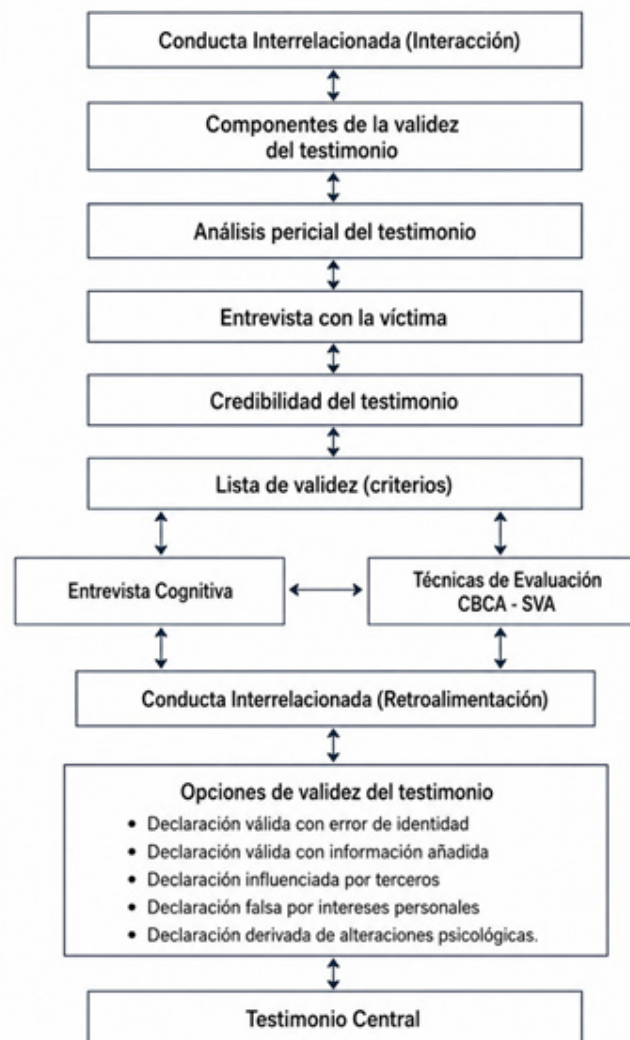 Conducta Interrelacionada (Interacción)
Componentes de la validez
del testimonio
Análisis pericial del testimonio
Entrevista con la víctima
Credibilidad del testimonio
Lista de validez (criterios)
Entrevista Cognitiva
Técnicas de Evaluación
CBCA - SVA
Conducta Interrelacionada (Retroalimentación)
Opciones de validez del testimonio
• Declaración válida con error de identidad
• Declaración válida con información añadida
• Declaración influenciada por terceros
• Declaración falsa por intereses personales
• Declaración derivada de alteraciones psicológicas.
Testimonio Central